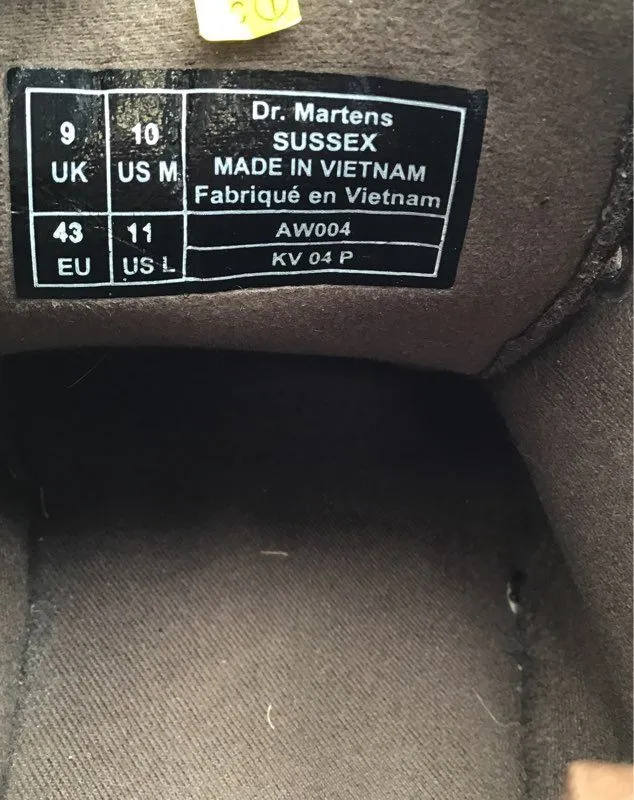 9
UK
10
US M
Dr. Martens
SUSSEX
MADE IN VIETNAM
Fabriqué en Vietnam
43
EU
11
US L
AW004
KV 04 P